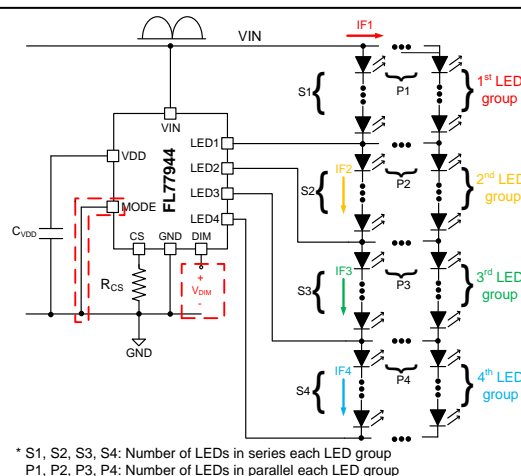 VIN
IF1
S1
P1
1st LED
group
VIN
FL77944
VDD
MODE
LED1
LED2
LED3
LED4
CVDD
CS
GND
DIM
RCS
+
VDIM
-
GND
IF2
S2
P2
2nd LED
group
IF3
S3
P3
3rd LED
group
IF4
S4
P4
4th LED
group
* S1, S2, S3, S4: Number of LEDs in series each LED group
P1, P2, P3, P4: Number of LEDs in parallel each LED group